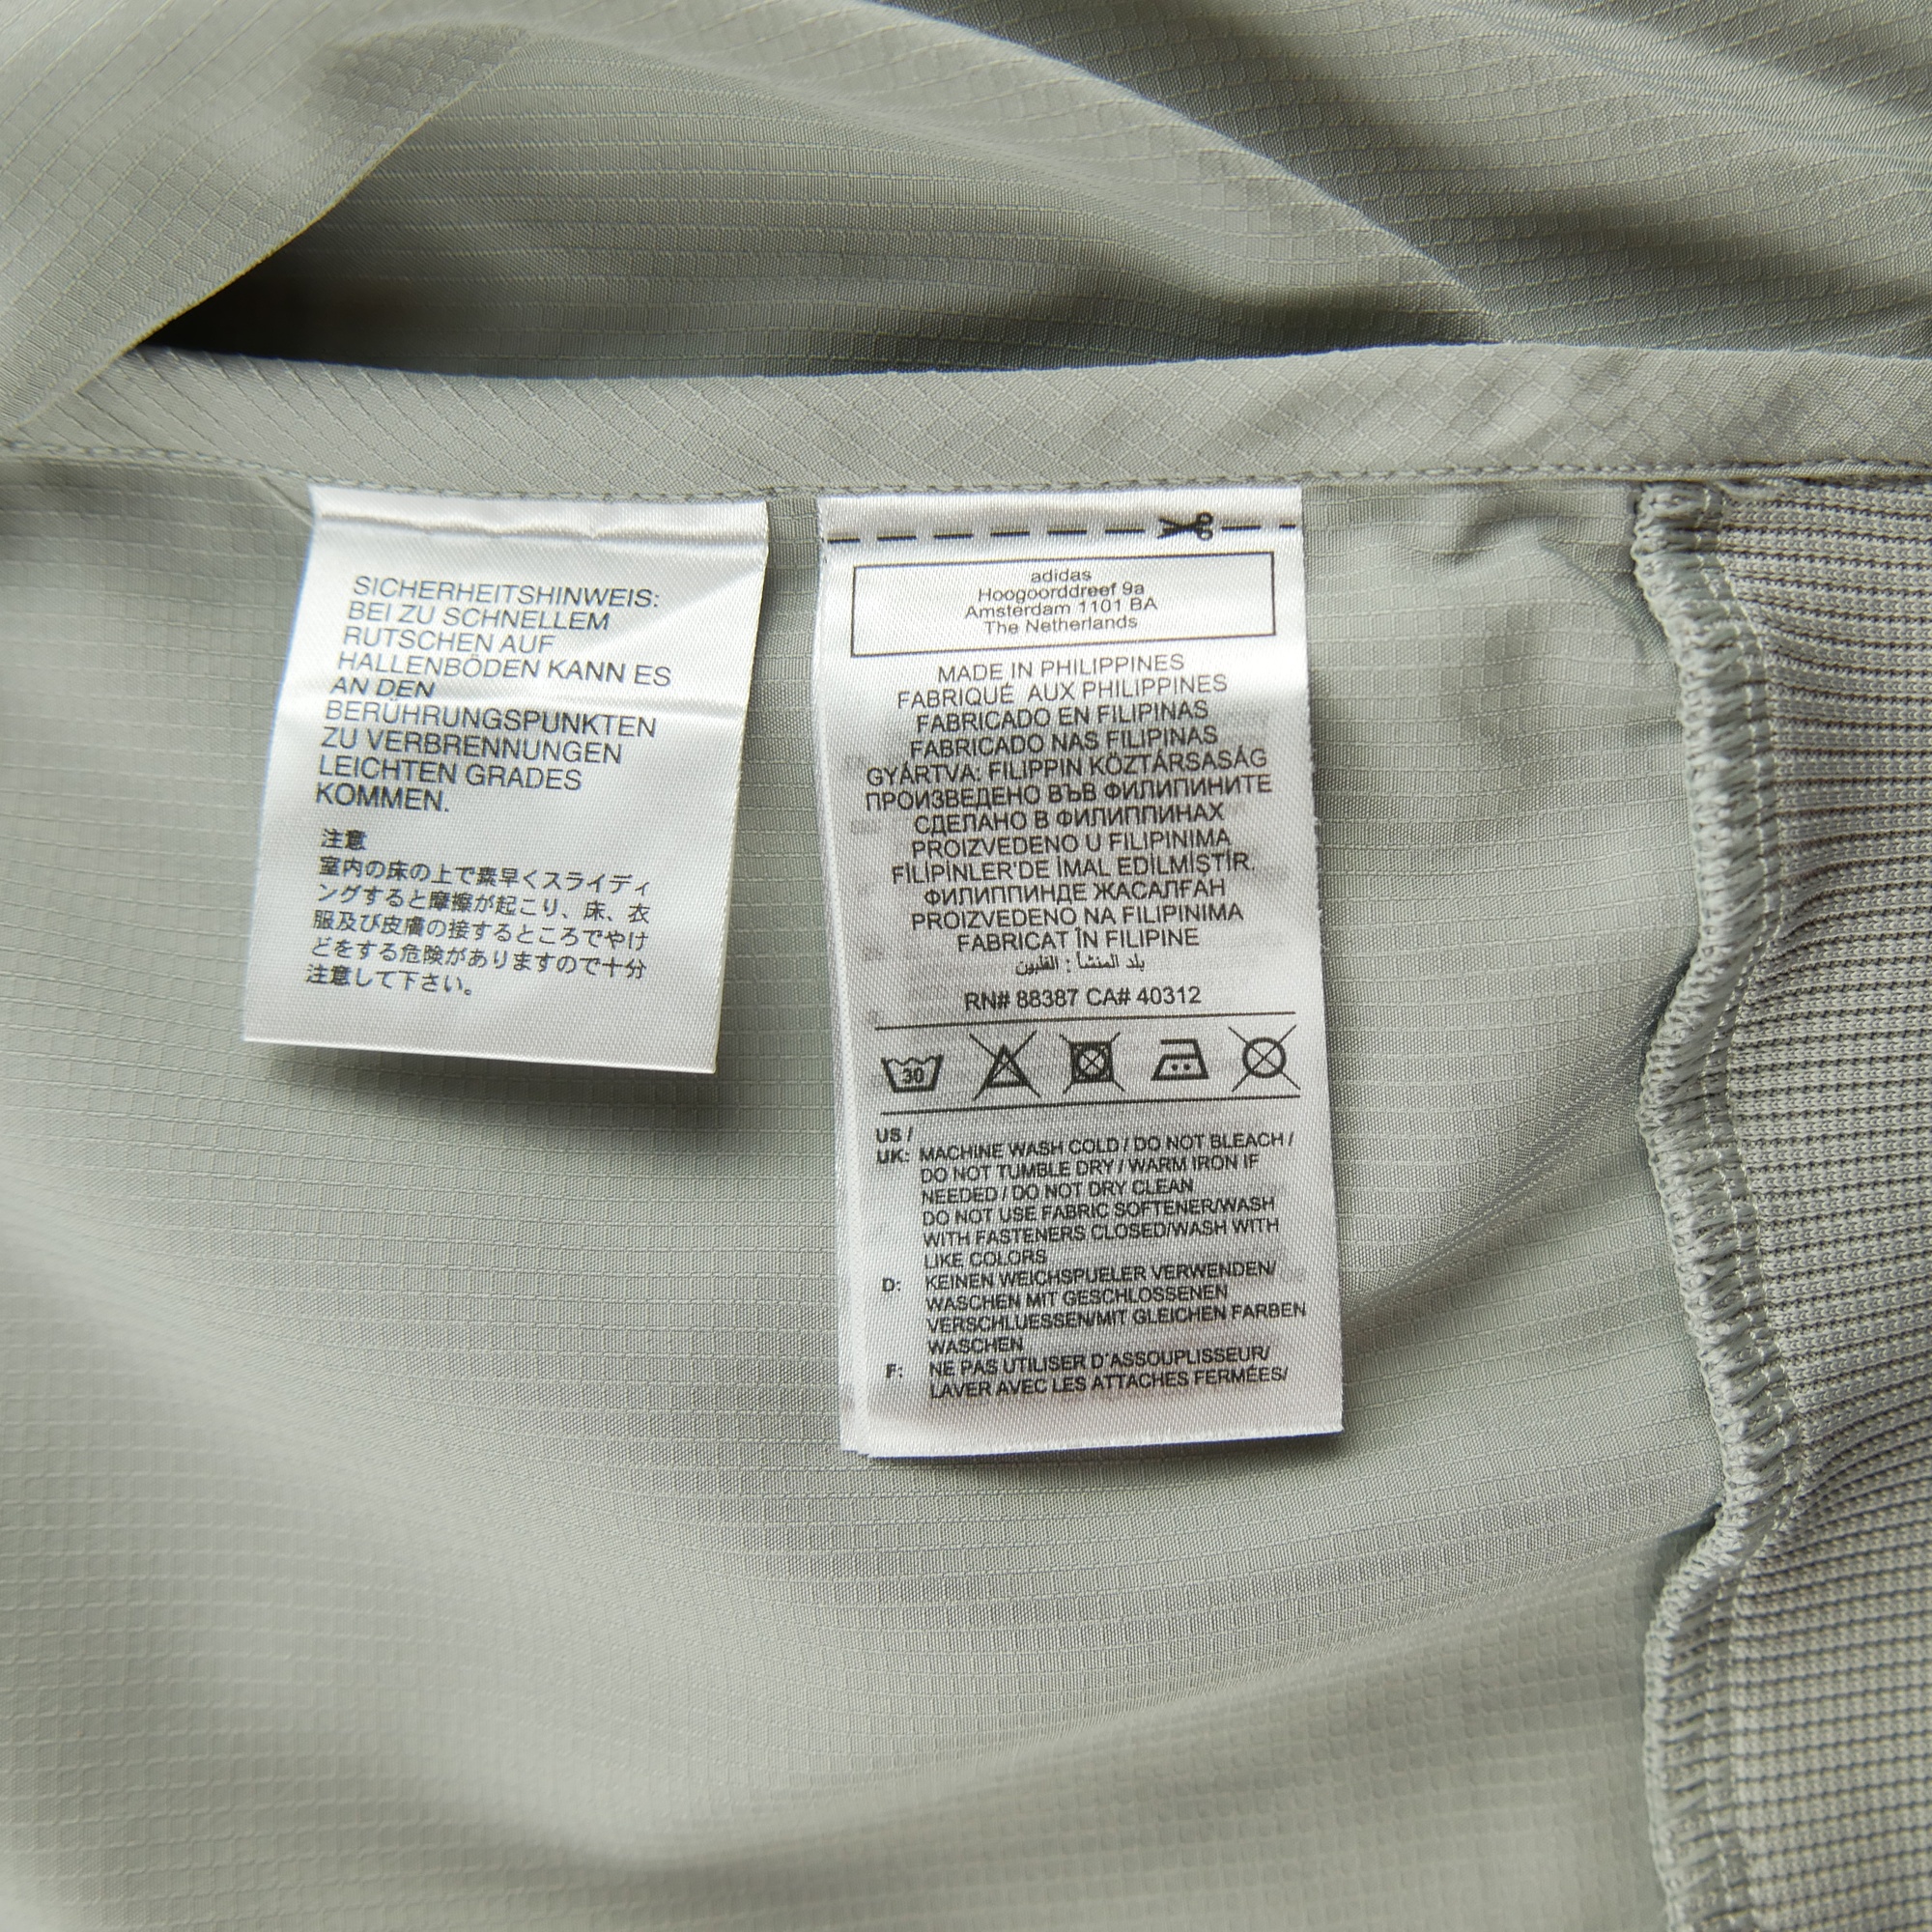 SICHERHEITSHINWEIS:
BEI ZU SCHNELLEM
RUTSCHEN AUF
HALLENBÖDEN KANN ES
AN DEN
BERÜHRUNGSPUNKTEN
ZU VERBRENNUNGEN
LEICHTEN GRADES
KOMMEN.
注意
室内の床の上で素早くスライディ
ングすると摩擦が起こり、床、衣
服及び皮膚の接するところでやけ
どをする危険がありますので十分
注意して下さい。
adidas
Hoogoorddreef 9a
Amsterdam 1101 BA
The Netherlands
MADE IN PHILIPPINES
FABRIQUÉ AUX PHILIPPINES
FABRICADO EN FILIPINAS
FABRICADO NAS FILIPINAS
GYÁRTVA: FILIPPIN KÖZTÁRSASÁG
ПРОИЗВЕДЕНО ВЪВ ФИЛИПИНИТЕ
СДЕЛАНО В ФИЛИППИНАХ
PROIZVEDENO U FILIPINIMA
FİLİPİNLER'DE İMAL EDİLMİŞTİR.
ФИЛИППИНДЕ ЖАСАЛҒАН
PROIZVEDENO NA FILIPINIMA
FABRICAT ÎN FILIPINE
بلد المنشأ : الفلبين
RN# 88387 CA# 40312
30
US /
UK: MACHINE WASH COLD / DO NOT BLEACH /
DO NOT TUMBLE DRY / WARM IRON IF
NEEDED / DO NOT DRY CLEAN
DO NOT USE FABRIC SOFTENER/WASH
WITH FASTENERS CLOSED/WASH WITH
LIKE COLORS
D: KEINEN WEICHSPUELER VERWENDEN/
WASCHEN MIT GESCHLOSSENEN
VERSCHLUESSEN/MIT GLEICHEN FARBEN
WASCHEN
F: NE PAS UTILISER D'ASSOUPLISSEUR/
LAVER AVEC LES ATTACHES FERMÉES/